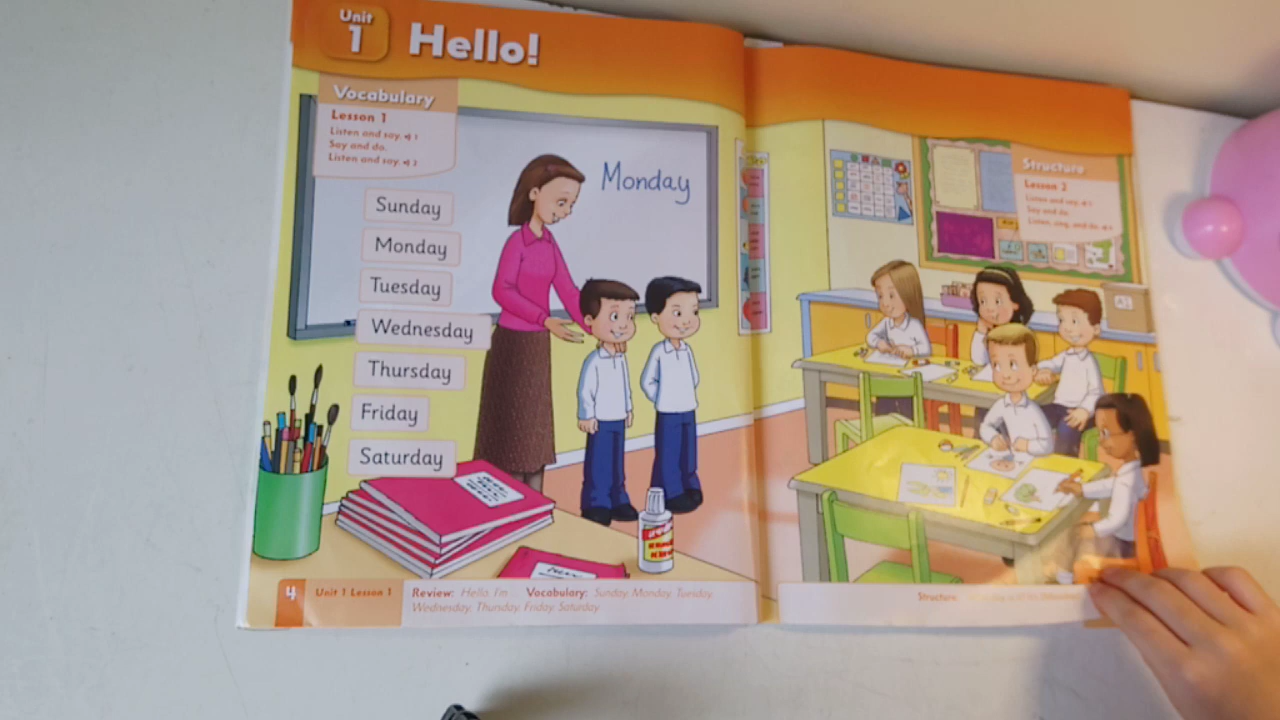 Unit
1
Hello!
Vocabulary
Lesson 1
Listen and say. 1
Say and do.
Listen and say. 2
Monday
Sunday
Monday
Tuesday
Wednesday
Thursday
Friday
Saturday
4
Unit 1 Lesson 1
Review: Hello. I'm Vocabulary: Sunday, Monday, Tuesday,
Wednesday, Thursday, Friday, Saturday
Structure
Lesson 2
Listen and say.
Say and do.
Listen, sing, and do.
Structure: